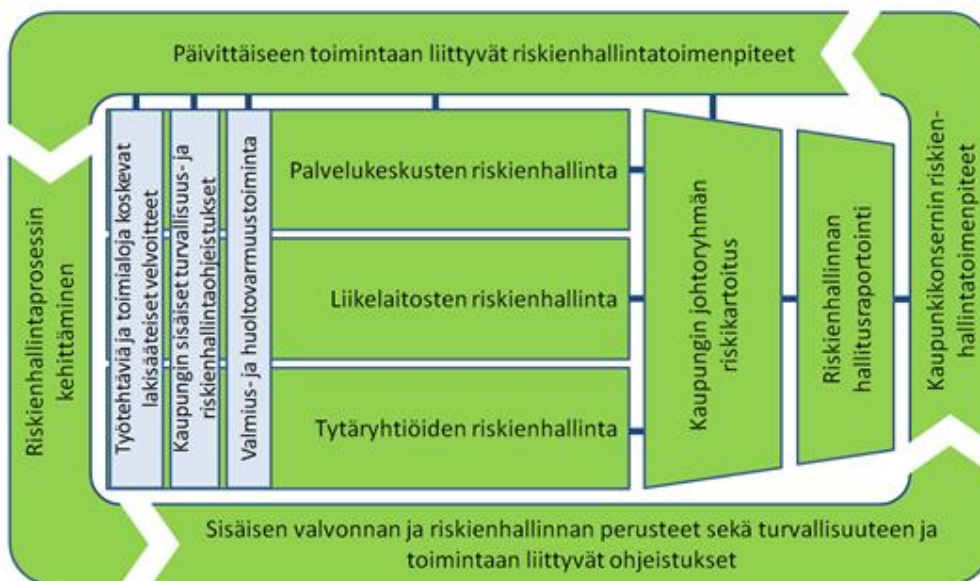 Päivittäiseen toimintaan liittyvät riskienhallintatoimenpiteet
Riskienhallintaprosessin
kehittäminen
Työtehtäviä ja toimialoja koskevat
lakisääteiset velvoitteet
Kaupungin sisäiset turvallisuus- ja
riskienhallintaohjeistukset
Valmius- ja huoltovarmuustoiminta
Palvelukeskusten riskienhallinta
Liikelaitosten riskienhallinta
Tytäryhtiöiden riskienhallinta
Kaupungin johtoryhmän
riskikartoitus
Riskienhallinnan
hallitusraportointi
Kaupunkikonsernin riskien-
hallintatoimenpiteet
Sisäisen valvonnan ja riskienhallinnan perusteet sekä turvallisuuteen ja
toimintaan liittyvät ohjeistukset